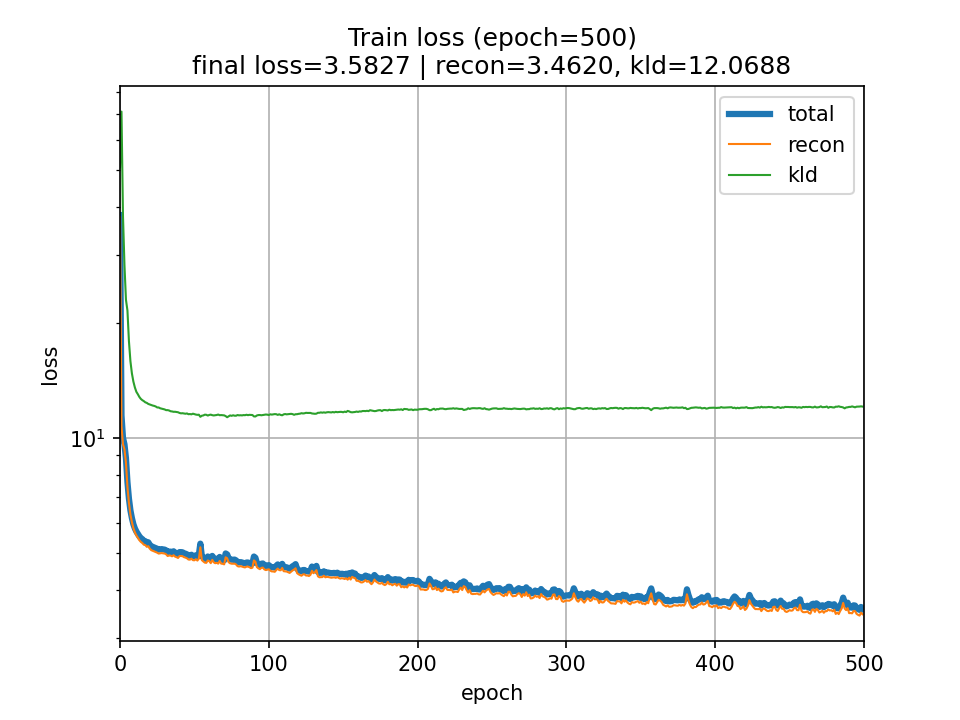 Train loss (epoch=500)
final loss=3.5827 | recon=3.4620, kld=12.0688
total
recon
kld
loss
10¹
0 100 200 300 400 500
epoch